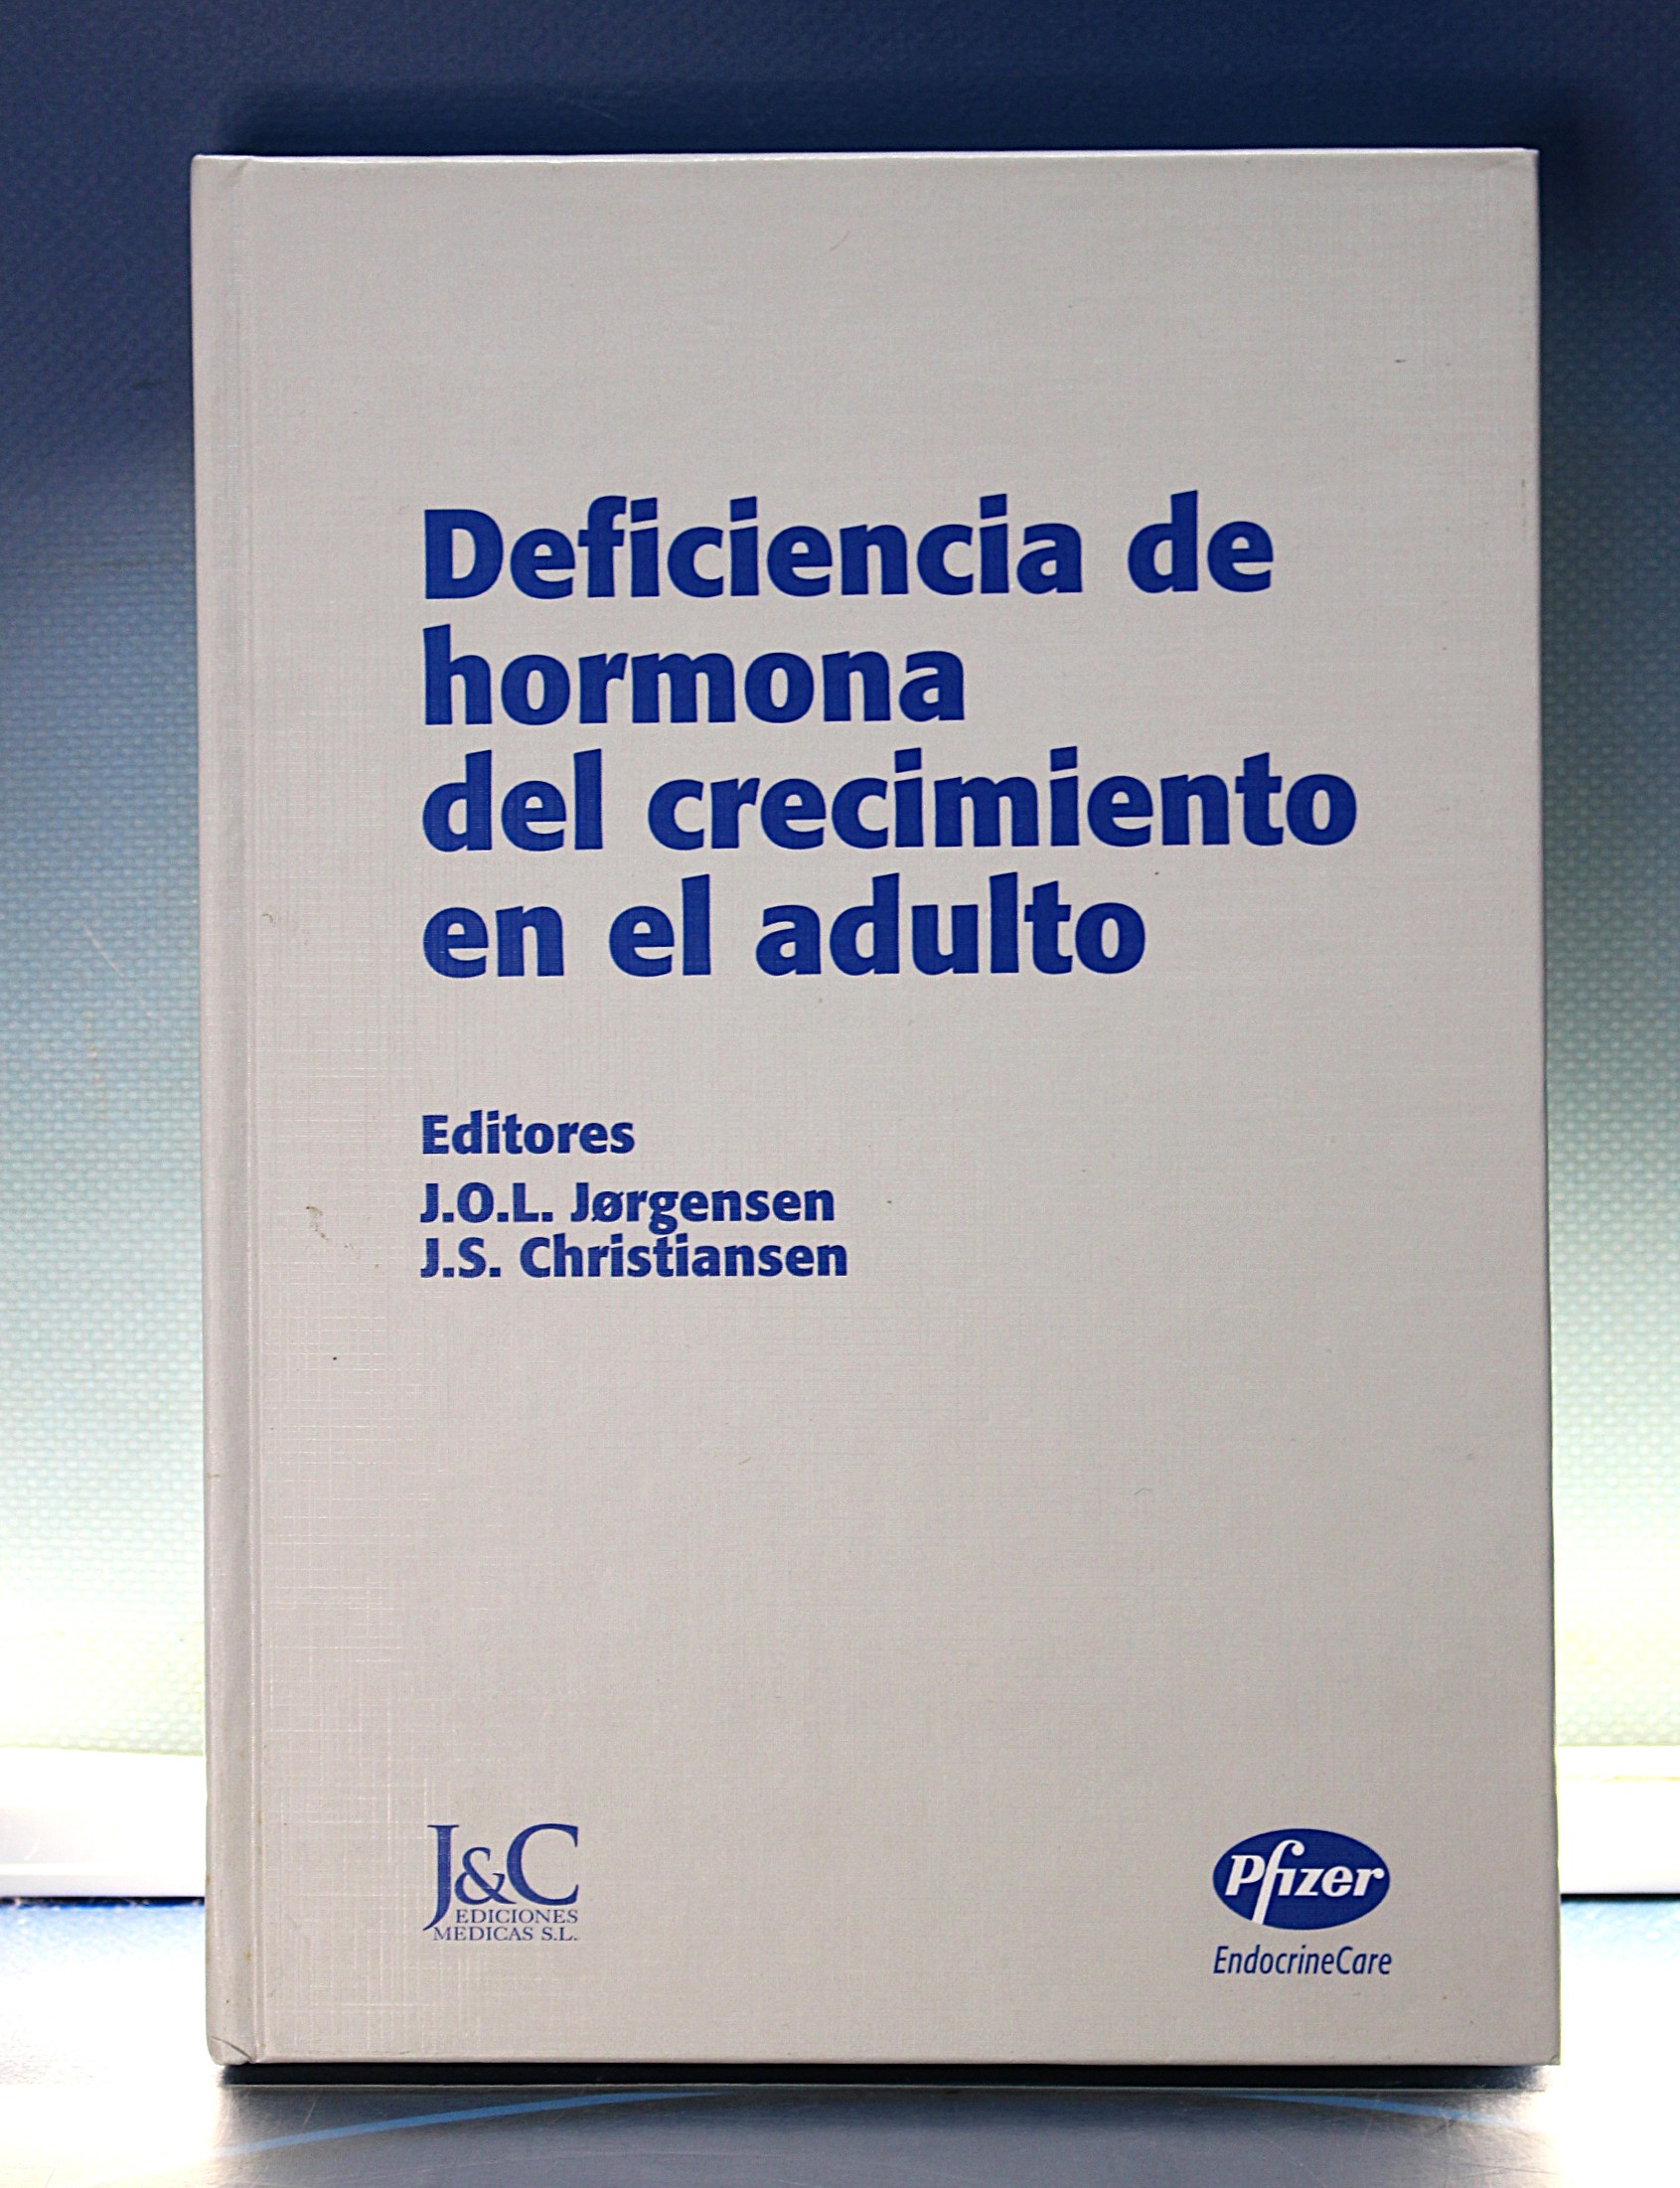 Deficiencia de
hormona
del crecimiento
en el adulto
Editores
J.O.L. Jørgensen
J.S. Christiansen
J&C
EDICIONES
MEDICAS S.L.
Pfizer
EndocrineCare